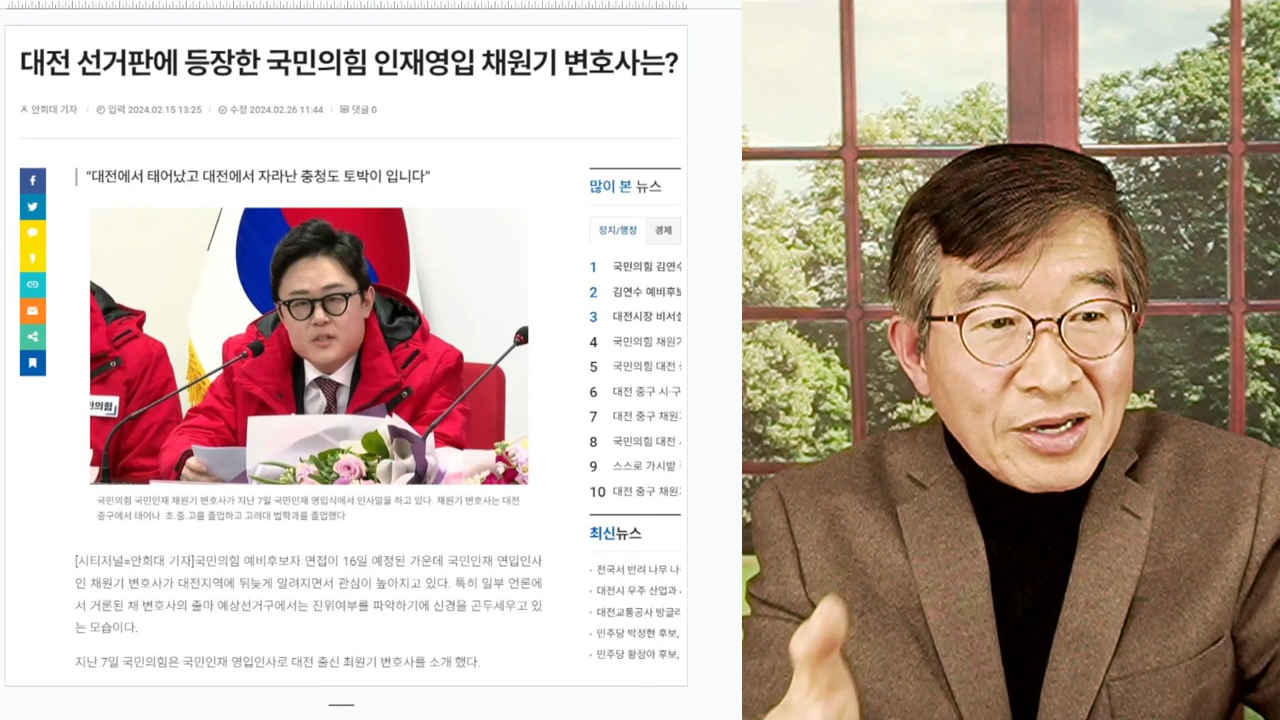 대전 선거판에 등장한 국민의힘 인재영입 채원기 변호사는?
안희대 기자 입력 2024.02.15 13:25 수정 2024.02.26 11:44 댓글 0
“대전에서 태어났고 대전에서 자라난 충청도 토박이 입니다”
국민의힘 국민인재 채원기 변호사가 지난 7일 국민인재 영입식에서 인사말을 하고 있다. 채원기 변호사는 대전
중구에서 태어나 초.중.고를 졸업하고 고려대 법학과를 졸업했다
[시티저널=안희대 기자]국민의힘 예비후보자 면접이 16일 예정된 가운데 국민인재 연입인사
인 채원기 변호사가 대전지역에 뒤늦게 알려지면서 관심이 높아지고 있다. 특히 일부 언론에
서 거론된 채 변호사의 출마 예상선거구에서는 진위여부를 파악하기에 신경을 곤두세우고 있
는 모습이다.
지난 7일 국민의힘은 국민인재 영입인사로 대전 출신 최원기 변호사를 소개 했다.
많이 본 뉴스
정치/행정 경제
1 국민의힘 김연수
2 김연수 예비후보
3 대전시장 비서실
4 국민의힘 채원기
5 국민의힘 대전
6 대전 중구 시·구
7 대전 중구 채원기
8 국민의힘 대전
9 스스로 가시밭
10 대전 중구 채원기
최신뉴스
전국서 반려 나무 나
대전시 우주 산업과
대전교통공사 방글라
민주당 박정현 후보,
민주당 황정아 후보,